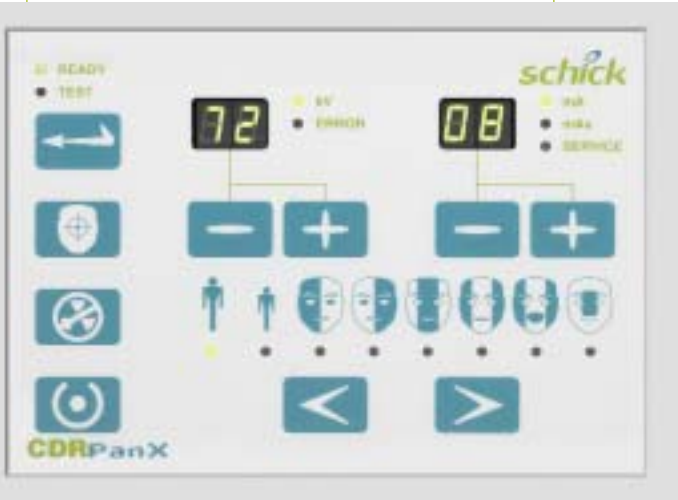 READY
TEST
schick
72
kV
ERROR
08
mA
mAs
SERVICE
CDRPanX